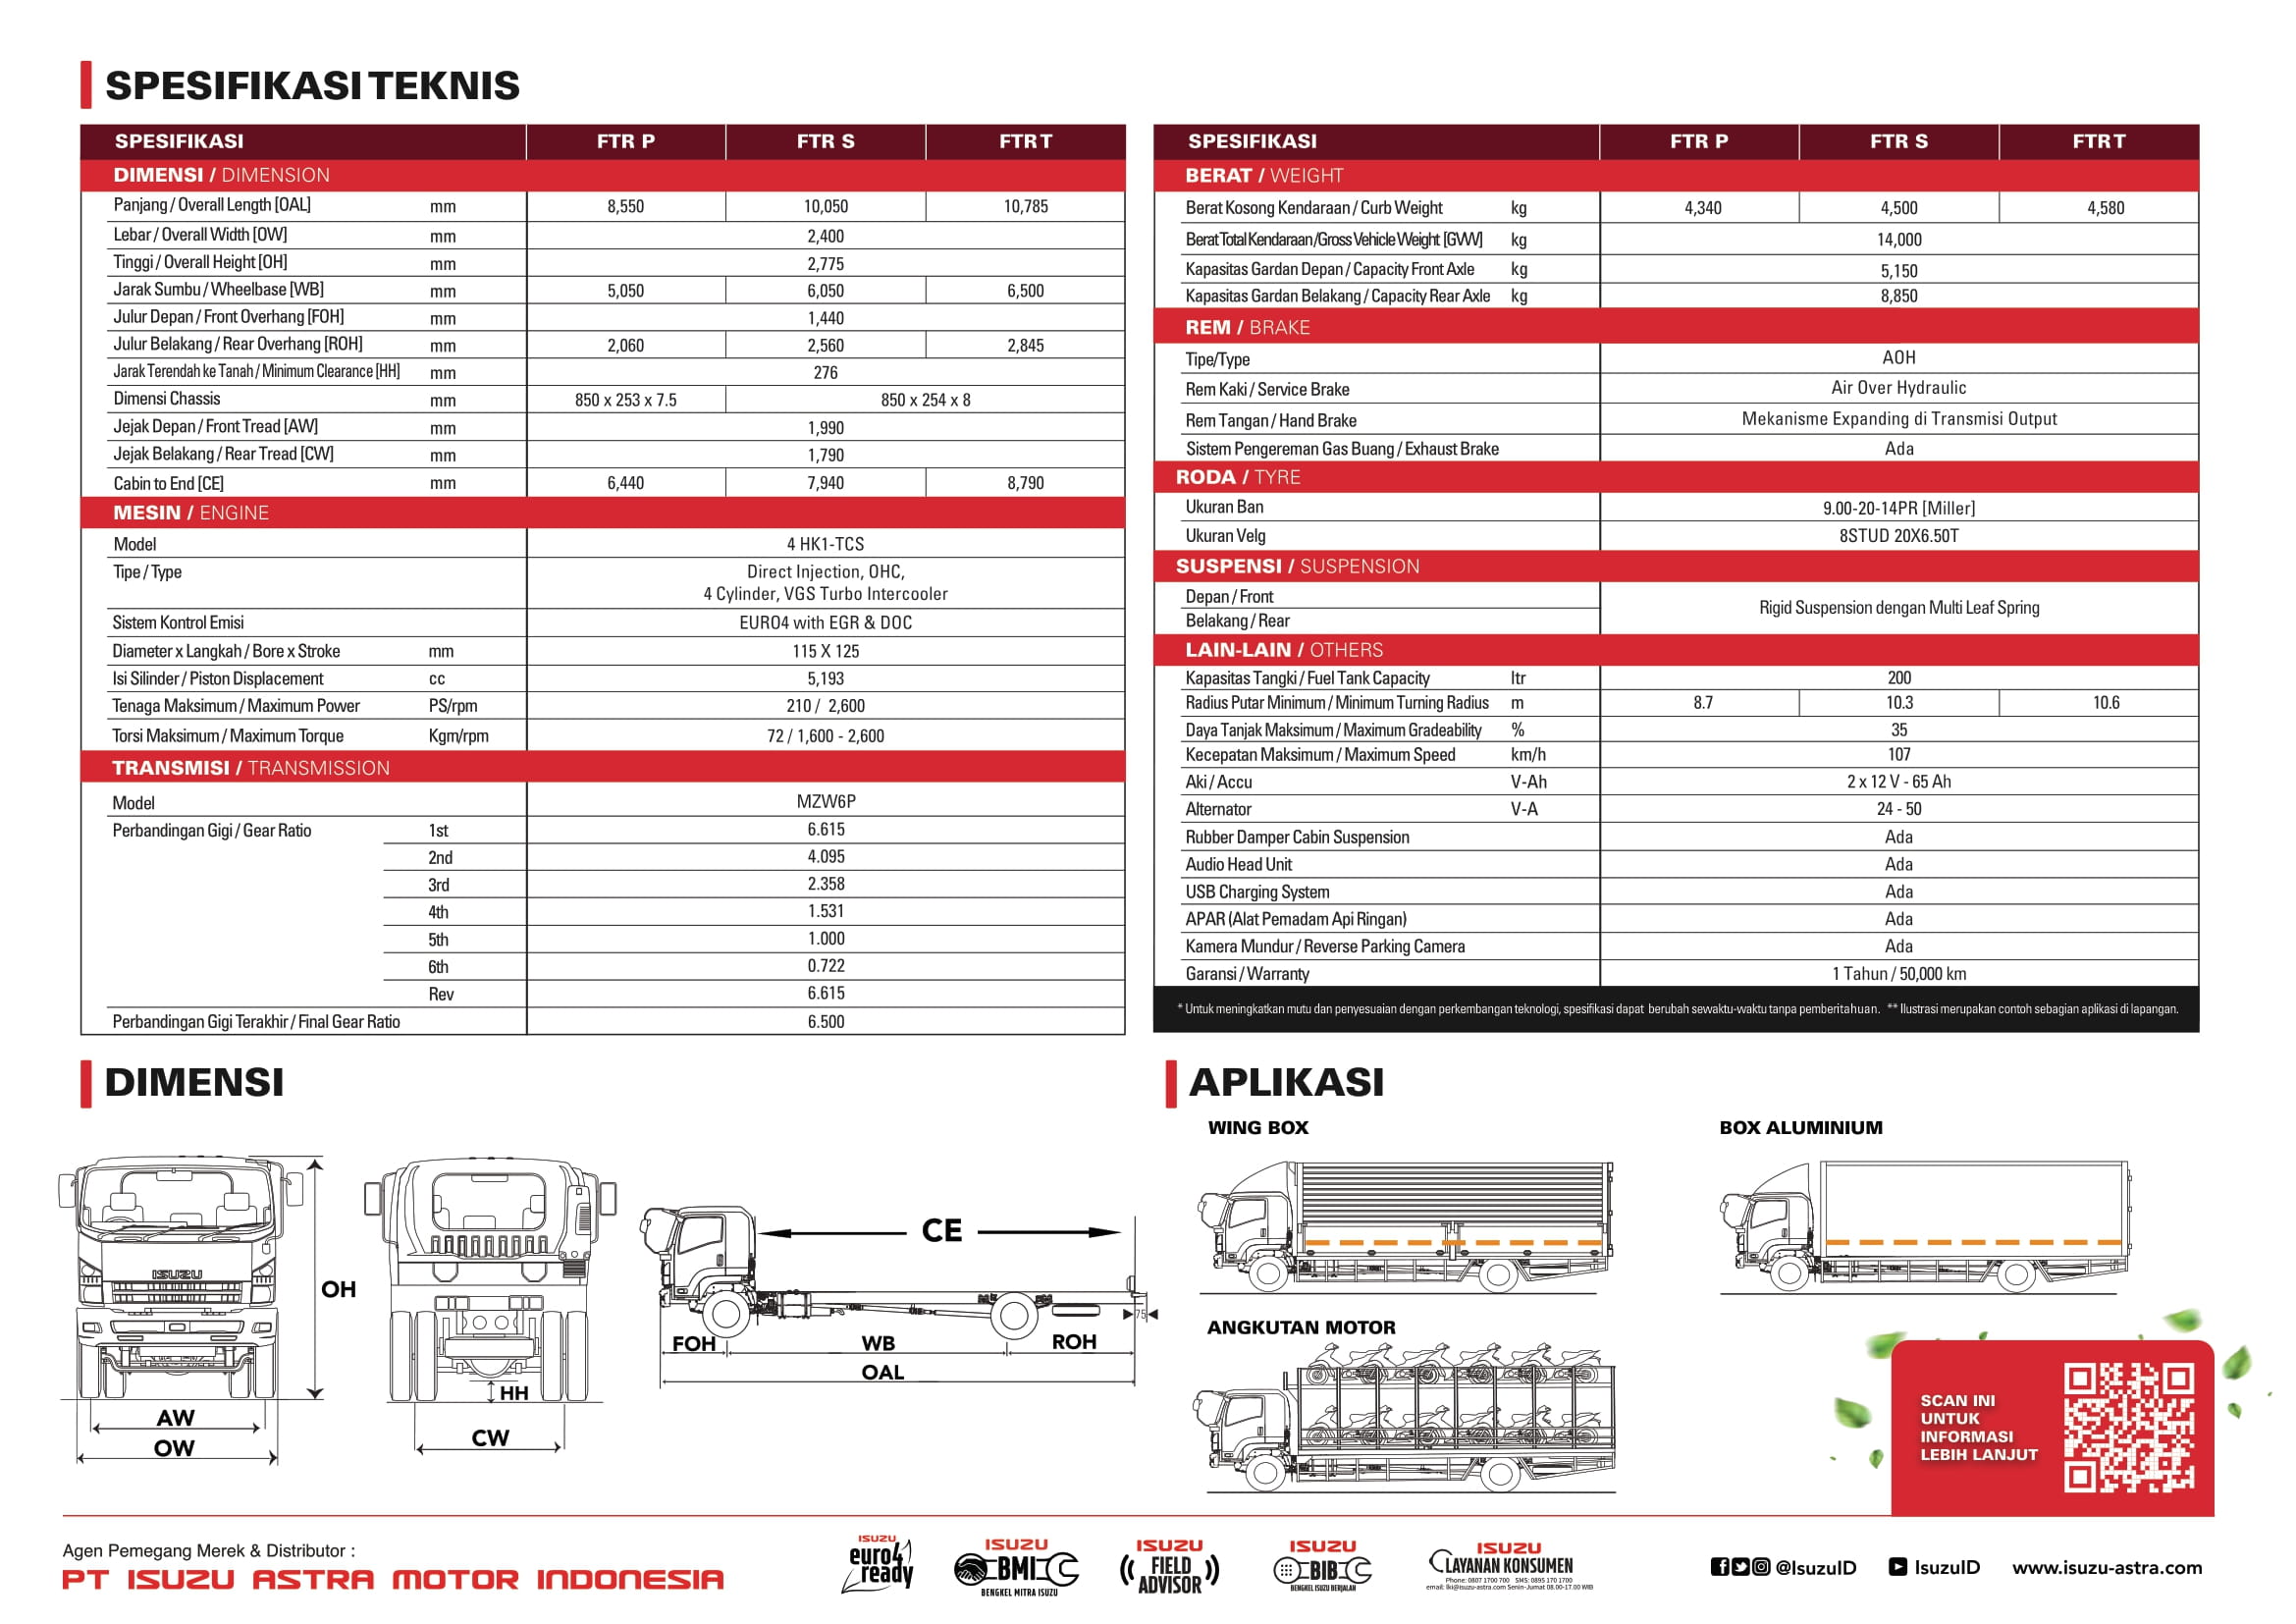 SPESIFIKASI TEKNIS
SPESIFIKASI FTR P FTR S FTR T
DIMENSI / DIMENSION
Panjang / Overall Length [OAL] mm 8,550 10,050 10,785
Lebar / Overall Width [OW] mm 2,400
Tinggi / Overall Height [OH] mm 2,775
Jarak Sumbu / Wheelbase [WB] mm 5,050 6,050 6,500
Julur Depan / Front Overhang [FOH] mm 1,440
Julur Belakang / Rear Overhang [ROH] mm 2,060 2,560 2,845
Jarak Terendah ke Tanah / Minimum Clearance [HH] mm 276
Dimensi Chassis mm 850 x 253 x 7.5 850 x 254 x 8
Jejak Depan / Front Tread [AW] mm 1,990
Jejak Belakang / Rear Tread [CW] mm 1,790
Cabin to End [CE] mm 6,440 7,940 8,790
MESIN / ENGINE
Model 4 HK1-TCS
Tipe / Type Direct Injection, OHC,
4 Cylinder, VGS Turbo Intercooler
Sistem Kontrol Emisi EURO4 with EGR & DOC
Diameter x Langkah / Bore x Stroke mm 115 X 125
Isi Silinder / Piston Displacement cc 5,193
Tenaga Maksimum / Maximum Power PS/rpm 210 / 2,600
Torsi Maksimum / Maximum Torque Kgm/rpm 72 / 1,600 - 2,600
TRANSMISI / TRANSMISSION
Model MZW6P
Perbandingan Gigi / Gear Ratio 1st 6.615
2nd 4.095
3rd 2.358
4th 1.531
5th 1.000
6th 0.722
Rev 6.615
Perbandingan Gigi Terakhir / Final Gear Ratio 6.500
SPESIFIKASI FTR P FTR S FTR T
BERAT / WEIGHT
Berat Kosong Kendaraan / Curb Weight kg 4,340 4,500 4,580
Berat Total Kendaraan /Gross Vehicle Weight [GVW] kg 14,000
Kapasitas Gardan Depan / Capacity Front Axle kg 5,150
Kapasitas Gardan Belakang / Capacity Rear Axle kg 8,850
REM / BRAKE
Tipe/Type AOH
Rem Kaki / Service Brake Air Over Hydraulic
Rem Tangan / Hand Brake Mekanisme Expanding di Transmisi Output
Sistem Pengereman Gas Buang / Exhaust Brake Ada
RODA / TYRE
Ukuran Ban 9.00-20-14PR [Miller]
Ukuran Velg 8STUD 20X6.50T
SUSPENSI / SUSPENSION
Depan / Front Rigid Suspension dengan Multi Leaf Spring
Belakang / Rear
LAIN-LAIN / OTHERS
Kapasitas Tangki / Fuel Tank Capacity ltr 200
Radius Putar Minimum / Minimum Turning Radius m 8.7 10.3 10.6
Daya Tanjak Maksimum / Maximum Gradeability % 35
Kecepatan Maksimum / Maximum Speed km/h 107
Aki / Accu V-Ah 2 x 12 V - 65 Ah
Alternator V-A 24 - 50
Rubber Damper Cabin Suspension Ada
Audio Head Unit Ada
USB Charging System Ada
APAR (Alat Pemadam Api Ringan) Ada
Kamera Mundur / Reverse Parking Camera Ada
Garansi / Warranty 1 Tahun / 50,000 km
* Untuk meningkatkan mutu dan penyesuaian dengan perkembangan teknologi, spesifikasi dapat berubah sewaktu-waktu tanpa pemberitahuan. ** Ilustrasi merupakan contoh sebagian aplikasi di lapangan.
DIMENSI
ISUZU
OH
AW
OW
HH
CW
CE
75
FOH WB ROH
OAL
APLIKASI
WING BOX
BOX ALUMINIUM
ANGKUTAN MOTOR
SCAN INI
UNTUK
INFORMASI
LEBIH LANJUT
Agen Pemegang Merek & Distributor :
PT ISUZU ASTRA MOTOR INDONESIA
ISUZU
euro4
ready
ISUZU
BMI
BENGKEL MITRA ISUZU
ISUZU
FIELD
ADVISOR
ISUZU
BIB
BENGKEL ISUZU BERJALAN
ISUZU
LAYANAN KONSUMEN
Phone: 0807 1700 700 SMS: 0895 170 1700
email: lki@isuzu-astra.com Senin-Jumat 08.00-17.00 WIB
@IsuzuID
IsuzuID
www.isuzu-astra.com